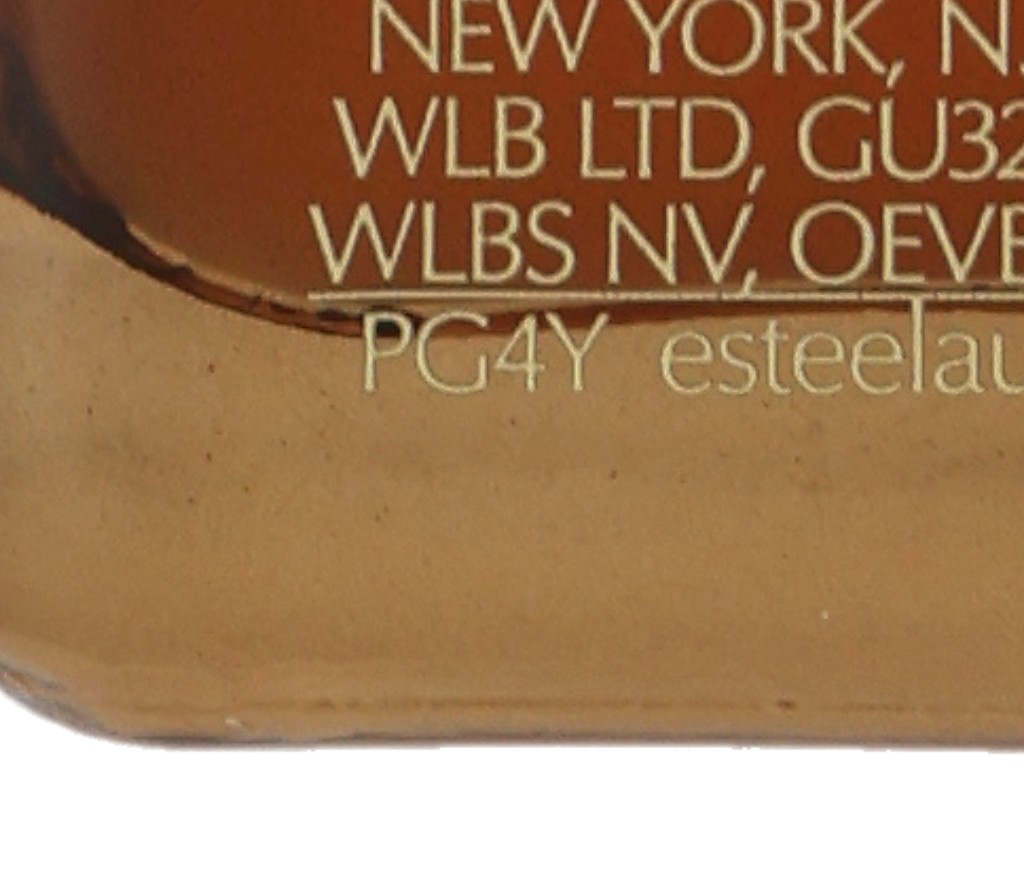 NEW YORK, N.
WLB LTD, GU32
WLBS NV, OEVE
PG4Y esteelau